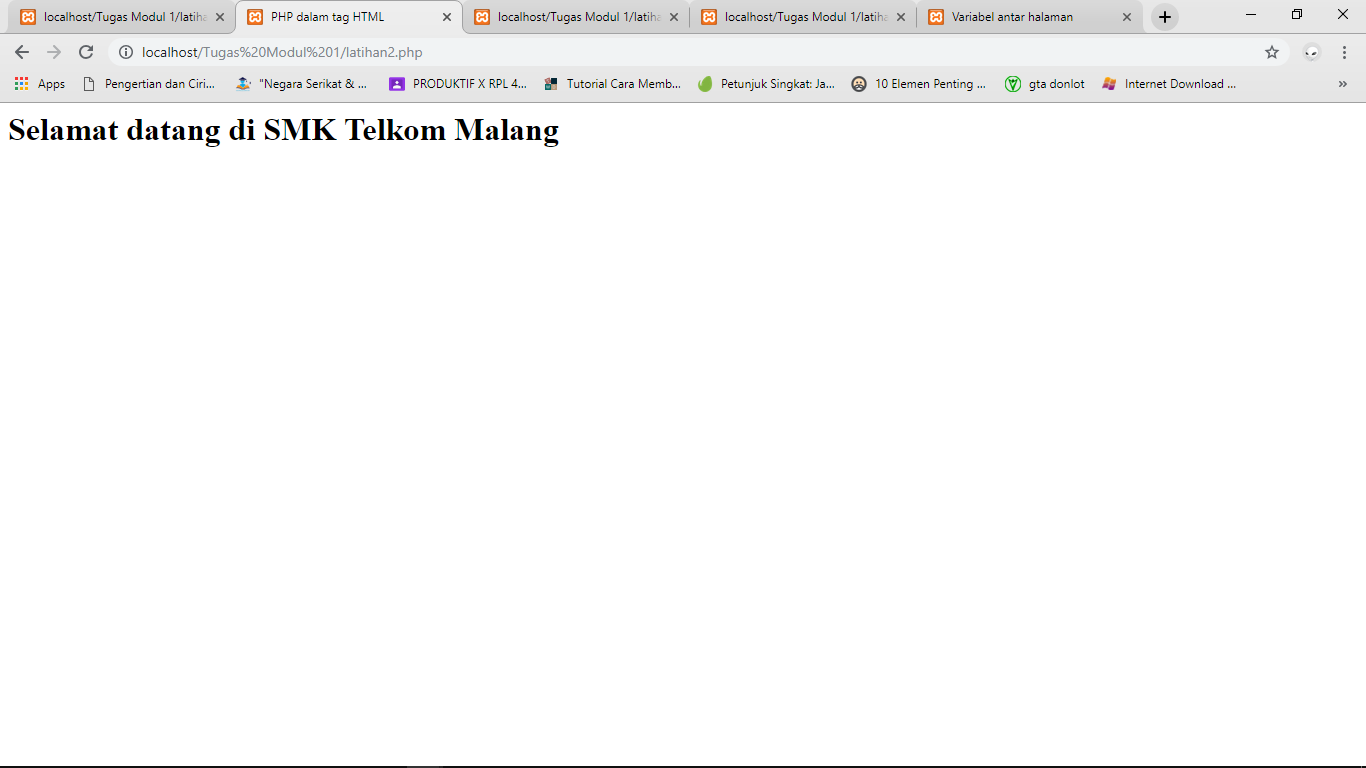 localhost/Tugas Modul 1/latiha
PHP dalam tag HTML
localhost/Tugas Modul 1/latiha
localhost/Tugas Modul 1/latiha
Variabel antar halaman
localhost/Tugas%20Modul%201/latihan2.php
Apps
Pengertian dan Ciri...
"Negara Serikat & ...
PRODUKTIF X RPL 4...
Tutorial Cara Memb...
Petunjuk Singkat: Ja...
10 Elemen Penting ...
gta donlot
Internet Download ...
Selamat datang di SMK Telkom Malang